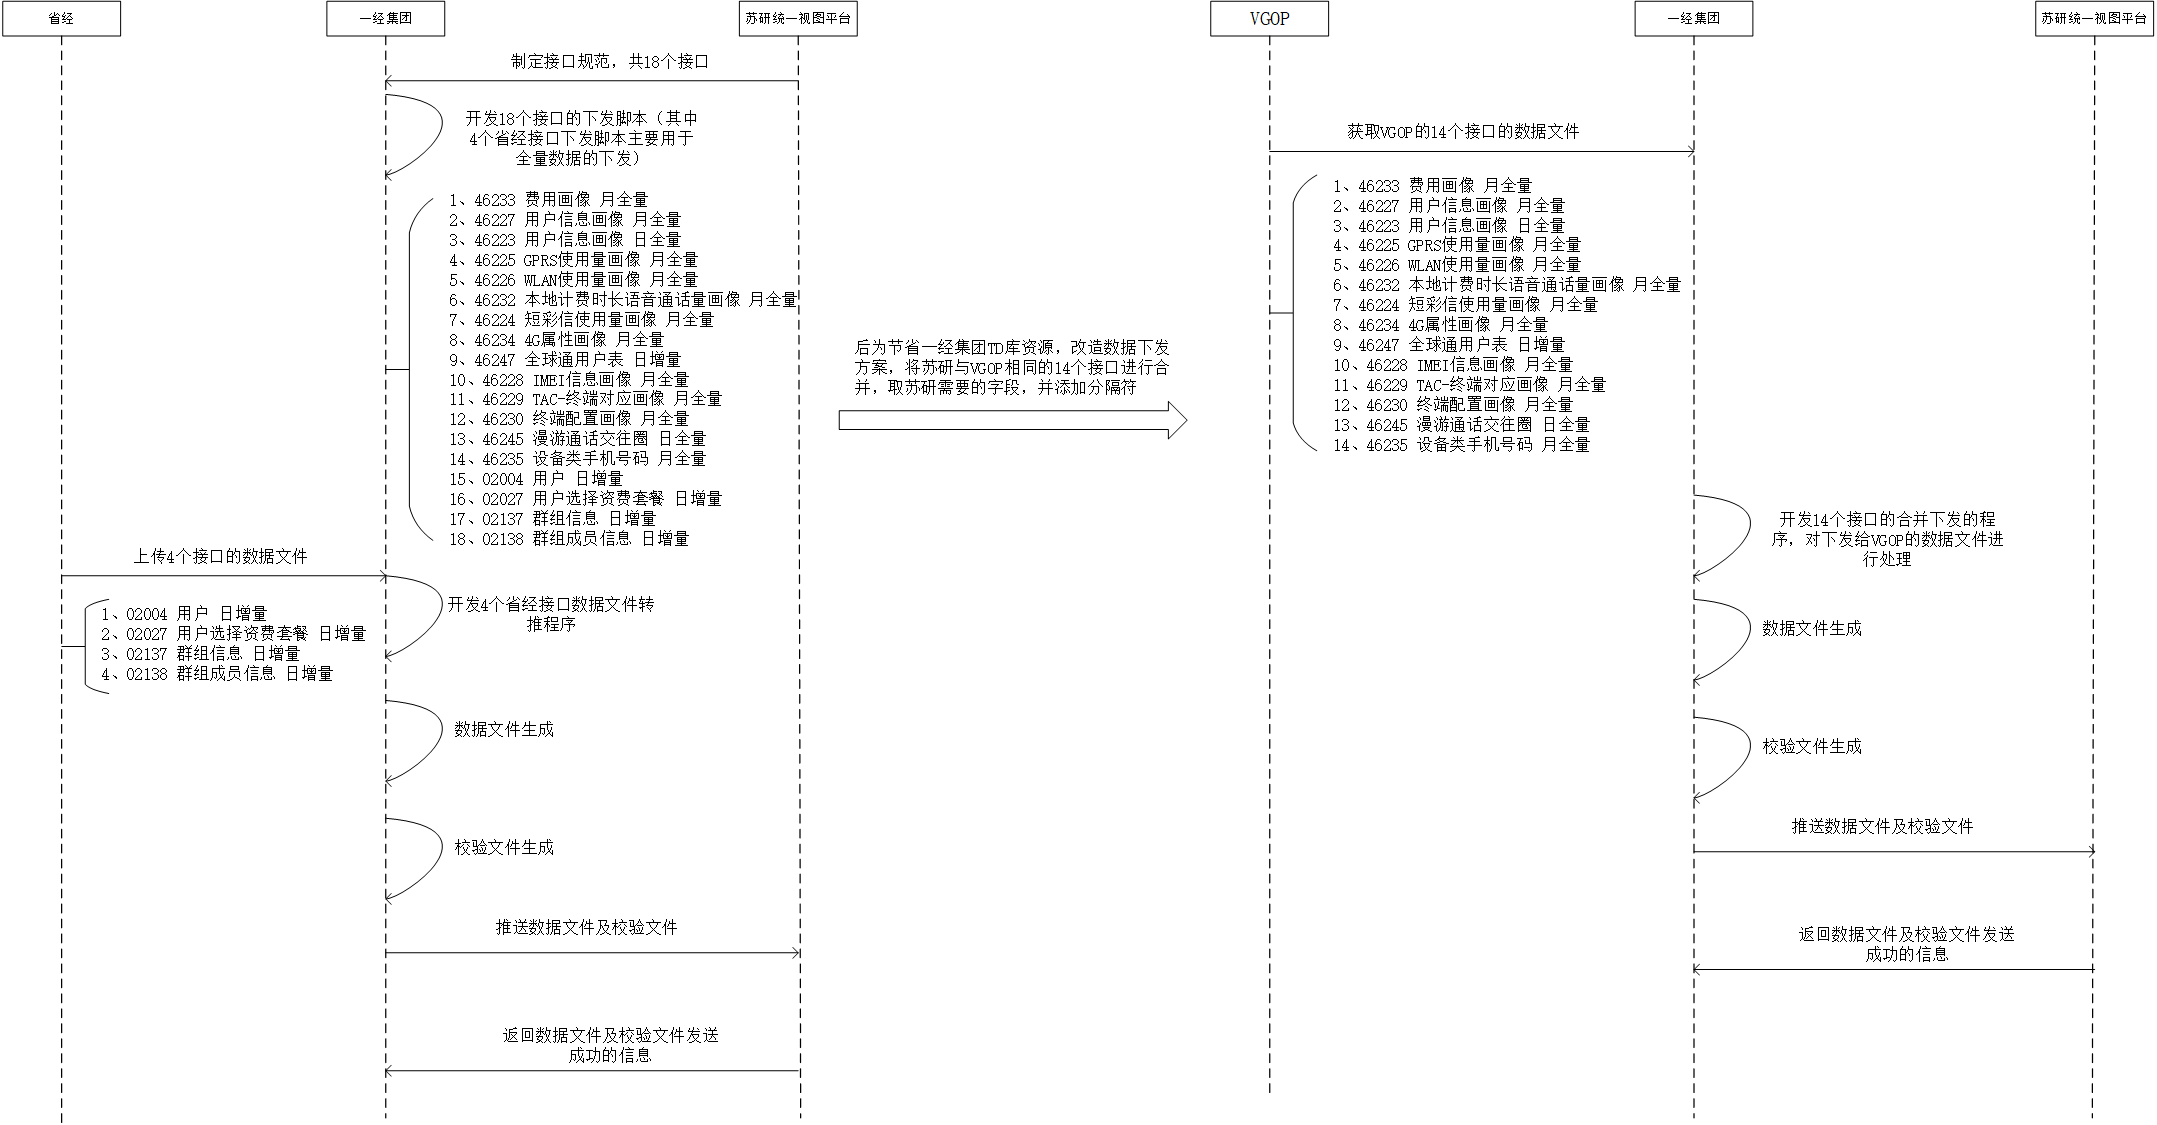 省经
一经集团
苏研统一视图平台
制定接口规范，共18个接口
开发18个接口的下发脚本（其中
4个省经接口下发脚本主要用于
全量数据的下发）
1、46233 费用画像 月全量
2、46227 用户信息画像 月全量
3、46223 用户信息画像 日全量
4、46225 GPRS使用量画像 月全量
5、46226 WLAN使用量画像 月全量
6、46232 本地计费时长语音通话量画像 月全量
7、46224 短彩信使用量画像 月全量
8、46234 4G属性画像 月全量
9、46247 全球通用户表 日增量
10、46228 IMEI信息画像 月全量
11、46229 TAC-终端对应画像 月全量
12、46230 终端配置画像 月全量
13、46245 漫游通话交往圈 日全量
14、46235 设备类手机号码 月全量
15、02004 用户 日增量
16、02027 用户选择资费套餐 日增量
17、02137 群组信息 日增量
18、02138 群组成员信息 日增量
上传4个接口的数据文件
1、02004 用户 日增量
2、02027 用户选择资费套餐 日增量
3、02137 群组信息 日增量
4、02138 群组成员信息 日增量
开发4个省经接口数据文件转
推程序
数据文件生成
校验文件生成
推送数据文件及校验文件
返回数据文件及校验文件发送
成功的信息
后为节省一经集团TD库资源，改造数据下发
方案，将苏研与VGOP相同的14个接口进行合
并，取苏研需要的字段，并添加分隔符
VGOP
一经集团
苏研统一视图平台
获取VGOP的14个接口的数据文件
1、46233 费用画像 月全量
2、46227 用户信息画像 月全量
3、46223 用户信息画像 日全量
4、46225 GPRS使用量画像 月全量
5、46226 WLAN使用量画像 月全量
6、46232 本地计费时长语音通话量画像 月全量
7、46224 短彩信使用量画像 月全量
8、46234 4G属性画像 月全量
9、46247 全球通用户表 日增量
10、46228 IMEI信息画像 月全量
11、46229 TAC-终端对应画像 月全量
12、46230 终端配置画像 月全量
13、46245 漫游通话交往圈 日全量
14、46235 设备类手机号码 月全量
开发14个接口的合并下发的程
序，对下发给VGOP的数据文件进
行处理
数据文件生成
校验文件生成
推送数据文件及校验文件
返回数据文件及校验文件发送
成功的信息